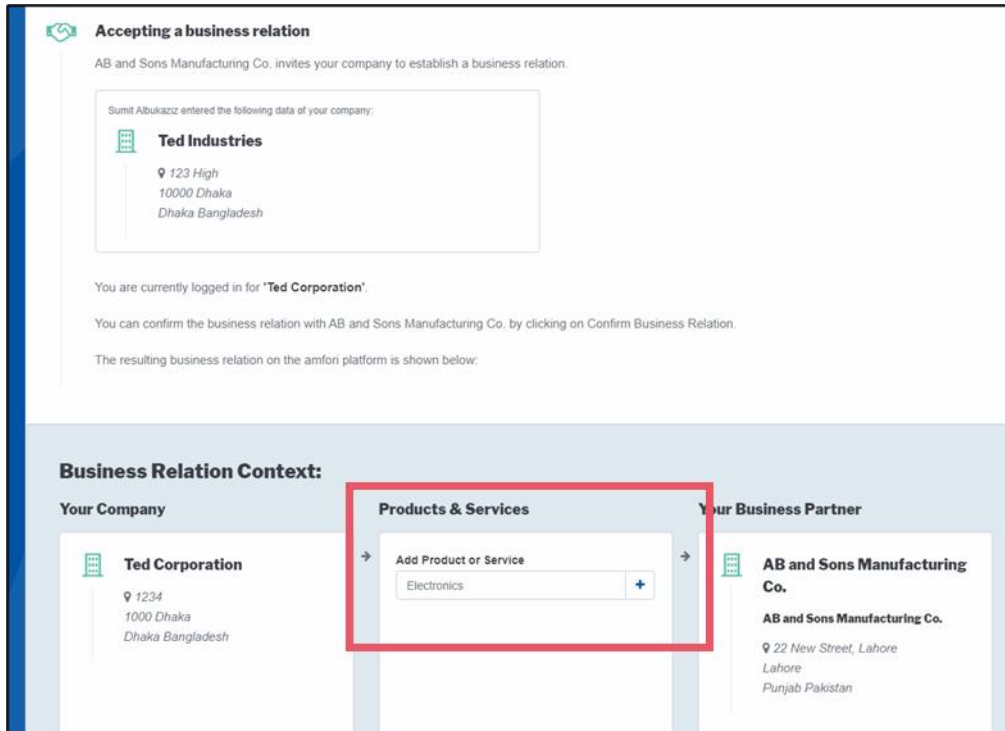 Accepting a business relation
AB and Sons Manufacturing Co. invites your company to establish a business relation.
Sumit Albukaziz entered the following data of your company:
Ted Industries
123 High
10000 Dhaka
Dhaka Bangladesh
You are currently logged in for "Ted Corporation".
You can confirm the business relation with AB and Sons Manufacturing Co. by clicking on Confirm Business Relation.
The resulting business relation on the amfori platform is shown below:
Business Relation Context:
Your Company
Ted Corporation
1234
1000 Dhaka
Dhaka Bangladesh
Products & Services
Add Product or Service
Electronics
Your Business Partner
AB and Sons Manufacturing
Co.
AB and Sons Manufacturing Co.
22 New Street, Lahore
Lahore
Punjab Pakistan